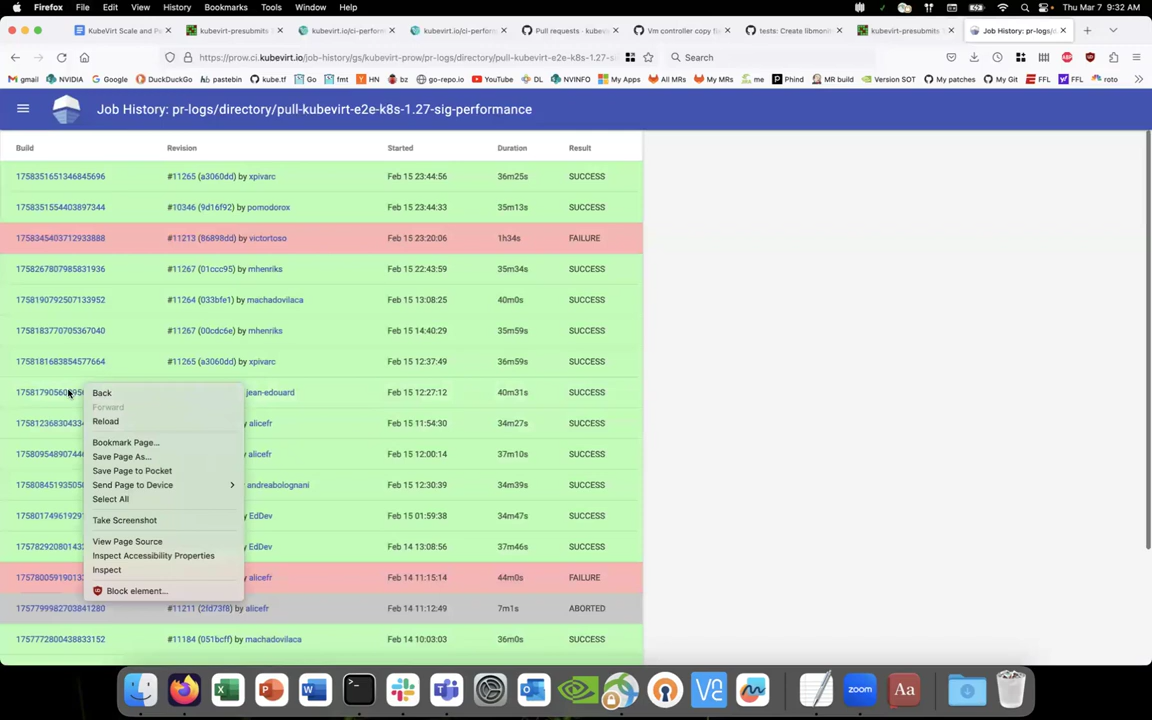 Firefox File Edit View History Bookmarks Tools Window Help Thu Mar 7 9:32 AM
KubeVirt Scale and Pe kubevirt-presubmits kubevirt.io/ci-perform kubevirt.io/ci-perform Pull requests · kubevi Vm controller copy tests: Create libmoni kubevirt-presubmits Job History: pr-logs/d
https://prow.ci.kubevirt.io/job-history/gs/kubevirt-prow/pr-logs/directory/pull-kubevirt-e2e-k8s-1.27-sig- Search
gmail NVIDIA Google DuckDuckGo pastebin kube.tf Go HN bz go-repo.io YouTube DL NVINFO My Apps All MRs My MRs me Phind MR build Version SOT My patches My Git FFL FFL roto »
Job History: pr-logs/directory/pull-kubevirt-e2e-k8s-1.27-sig-performance
Build Revision Started Duration Result
1758351651346845696 #11265 (a3060dd) by xpivarc Feb 15 23:44:56 36m25s SUCCESS
1758351554403897344 #10346 (9d16f92) by pomodorox Feb 15 23:44:33 35m13s SUCCESS
1758345403712933888 #11213 (86898dd) by victortoso Feb 15 23:20:06 1h34s FAILURE
1758267807985831936 #11267 (01ccc95) by mhenriks Feb 15 22:43:59 35m34s SUCCESS
1758190792507133952 #11264 (033bfe1) by machadovilaca Feb 15 13:08:25 40m0s SUCCESS
1758183770705367040 #11267 (00cdc6e) by mhenriks Feb 15 14:40:29 35m59s SUCCESS
1758181683854577664 #11265 (a3060dd) by xpivarc Feb 15 12:37:49 36m59s SUCCESS
jean-edouard Feb 15 12:27:12 40m31s SUCCESS
1758123683043 y alicefr Feb 15 11:54:30 34m27s SUCCESS
175809548907 y alicefr Feb 15 12:00:14 37m10s SUCCESS
175808451935 andreabolognani Feb 15 12:30:39 34m39s SUCCESS
175801749619 y EdDev Feb 15 01:59:38 34m47s SUCCESS
175782920801 y EdDev Feb 14 13:08:56 37m46s SUCCESS
175780059190 y alicefr Feb 14 11:15:14 44m0s FAILURE
1757799982703841280 #11211 (2fd73f8) by alicefr Feb 14 11:12:49 7m1s ABORTED
1757772800438833152 #11184 (051bcff) by machadovilaca Feb 14 10:03:03 36m0s SUCCESS
Back
Forward
Reload
Bookmark Page...
Save Page As...
Save Page to Pocket
Send Page to Device
Select All
Take Screenshot
View Page Source
Inspect Accessibility Properties
Inspect
Block element...
zoom Aa